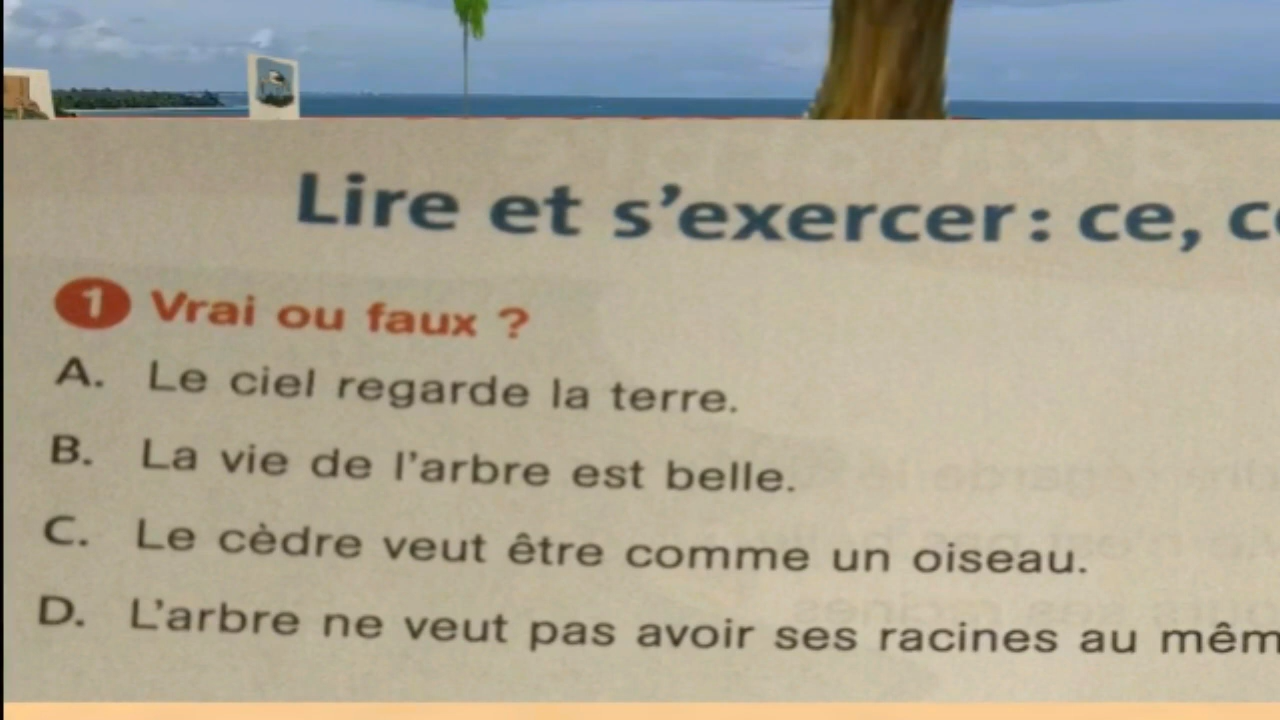 Lire et s'exercer : ce,
1 Vrai ou faux ?
A. Le ciel regarde la terre.
B. La vie de l'arbre est belle.
C. Le cèdre veut être comme un oiseau.
D. L'arbre ne veut pas avoir ses racines au